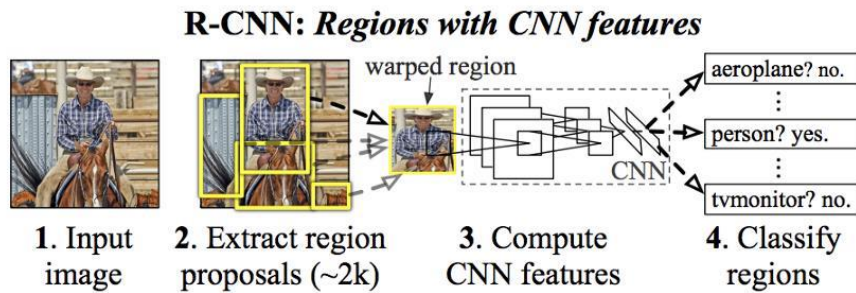 R-CNN: Regions with CNN features
warped region
aeroplane? no.
person? yes.
tvmonitor? no.
CNN
1. Input
image
2. Extract region
proposals (~2k)
3. Compute
CNN features
4. Classify
regions